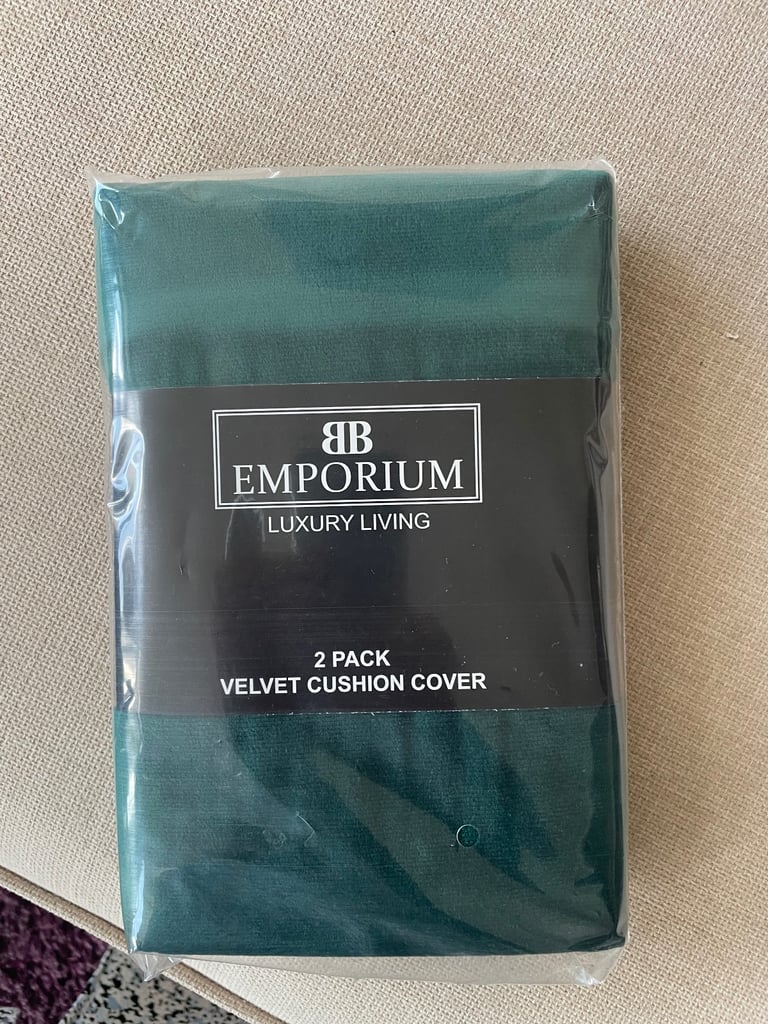 BB
EMPORIUM
LUXURY LIVING
2 PACK
VELVET CUSHION COVER